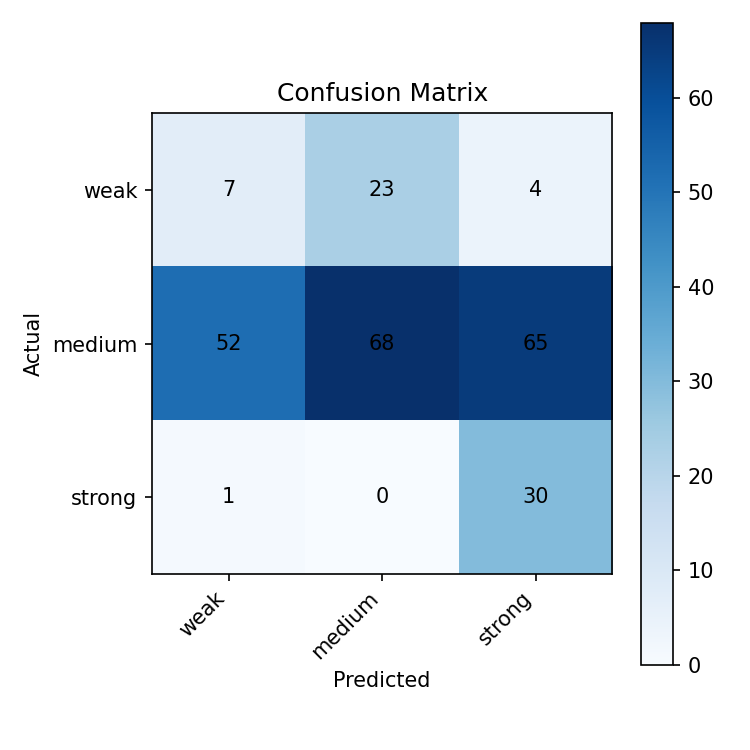 Confusion Matrix
Actual
weak 7 23 4
medium 52 68 65
strong 1 0 30
weak medium strong
Predicted
60
50
40
30
20
10
0